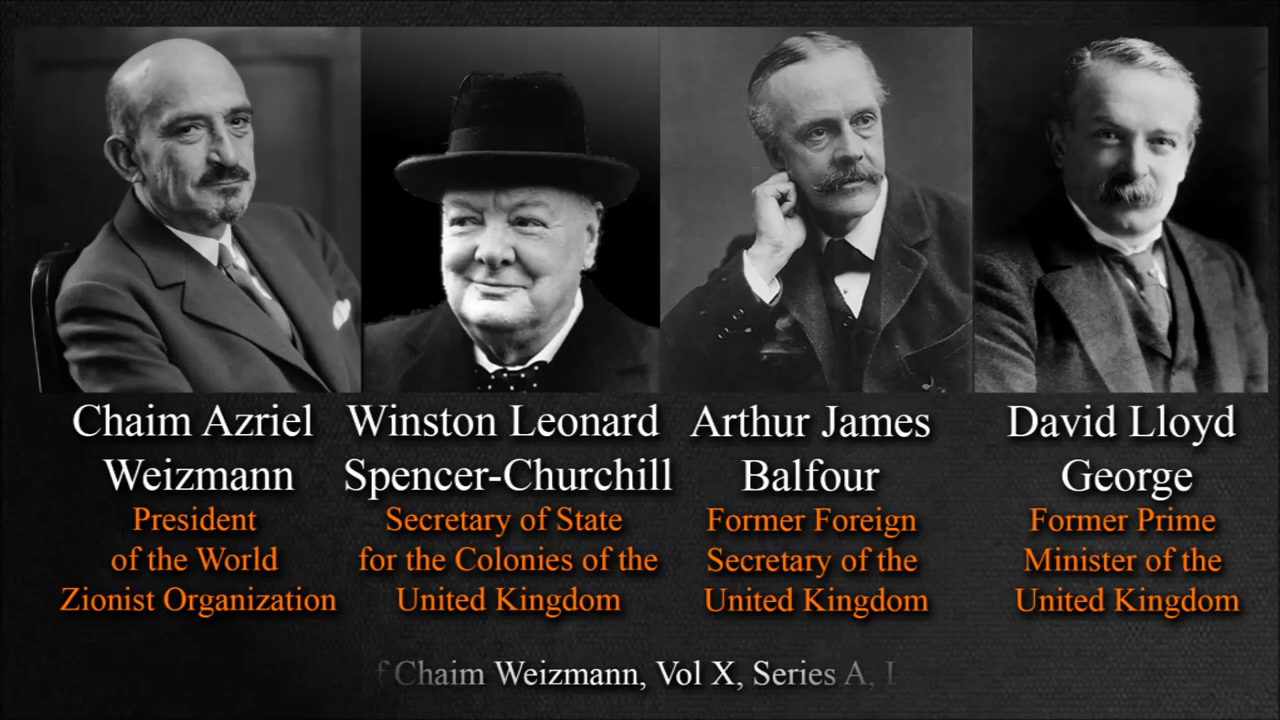 Chaim Azriel
Weizmann
President
of the World
Zionist Organization
Winston Leonard
Spencer-Churchill
Secretary of State
for the Colonies of the
United Kingdom
Arthur James
Balfour
Former Foreign
Secretary of the
United Kingdom
David Lloyd
George
Former Prime
Minister of the
United Kingdom
f Chaim Weizmann, Vol X, Series A,